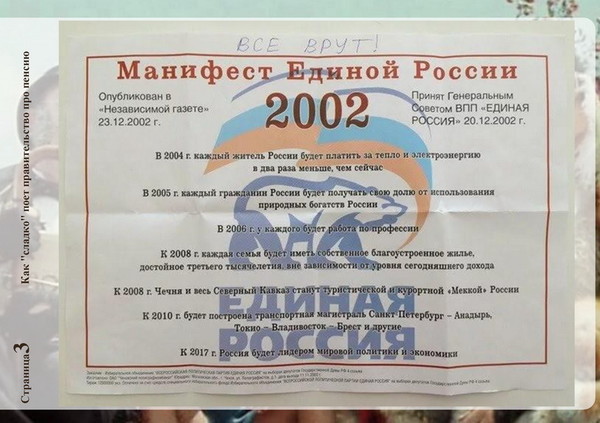 ВСЕ ВРУТ!
Манифест Единой России
Опубликован в
«Независимой газете»
23.12.2002 г.
2002
Принят Генеральным
Советом ВПП «ЕДИНАЯ
РОССИЯ» 20.12.2002 г.
В 2004 г. каждый житель России будет платить за тепло и электроэнергию
в два раза меньше, чем сейчас
В 2005 г. каждый гражданин России будет получать свою долю от использования
природных богатств России
В 2006 г. у каждого будет работа по профессии
К 2008 г. каждая семья будет иметь собственное благоустроенное жилье,
достойное третьего тысячелетия, вне зависимости от уровня сегодняшнего дохода
К 2008 г. Чечня и весь Северный Кавказ станут туристической и курортной «Меккой» России
К 2010 г. будет построена транспортная магистраль Санкт-Петербург – Анадырь,
Токио – Владивосток – Брест и другие
К 2017 г. Россия будет лидером мировой политики и экономики
ЕДИНАЯ
РОССИЯ
Страница 3
Как "сладко" поет правительство про пенсию